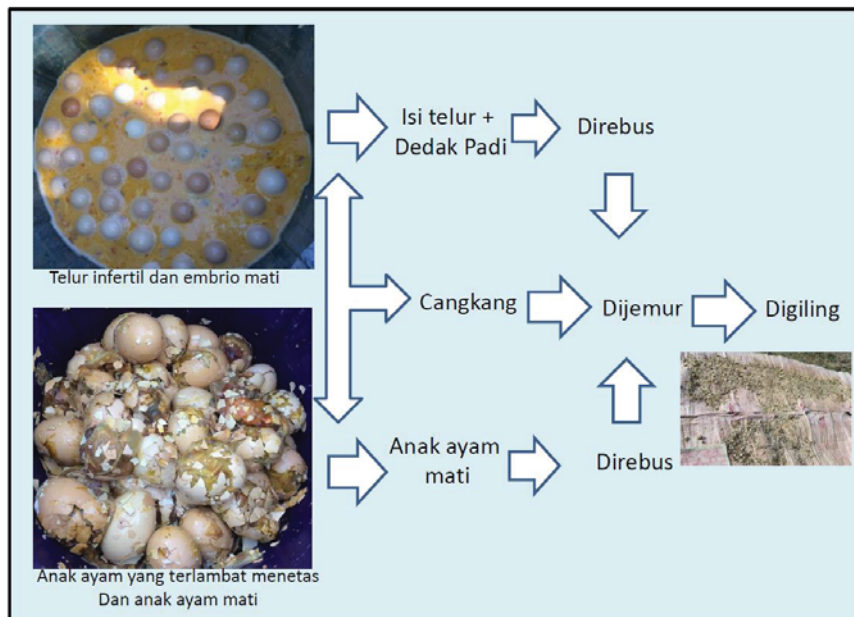 Isi telur +
Dedak Padi
Direbus
Telur infertil dan embrio mati
Cangkang
Dijemur
Digiling
Anak ayam
mati
Direbus
Anak ayam yang terlambat menetas
Dan anak ayam mati